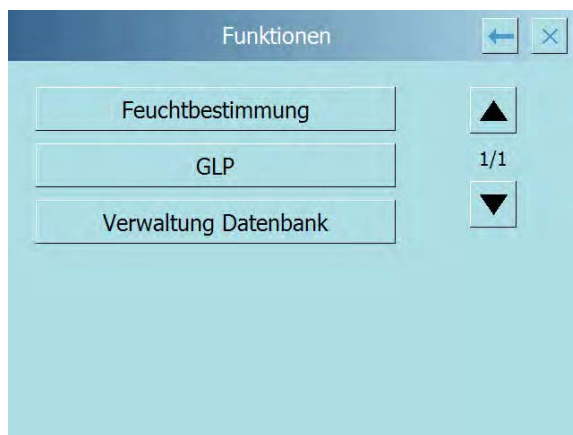 Funktionen
Feuchtbestimmung
GLP
1/1
Verwaltung Datenbank